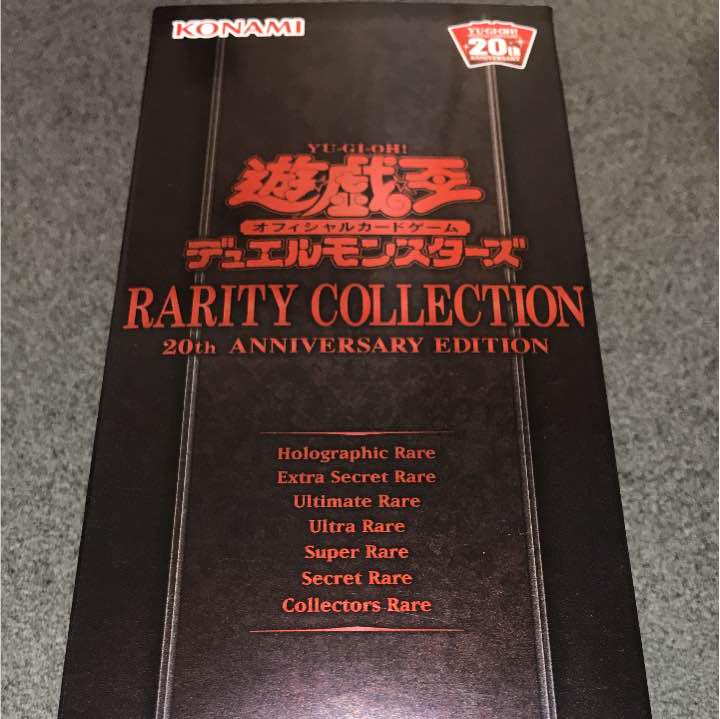 KONAMI
YU-GI-OH!
20th
ANNIVERSARY
YU-GI-OH!
遊☆戯☆王
オフィシャルカードゲーム
デュエルモンスターズ
RARITY COLLECTION
20th ANNIVERSARY EDITION
Holographic Rare
Extra Secret Rare
Ultimate Rare
Ultra Rare
Super Rare
Secret Rare
Collectors Rare